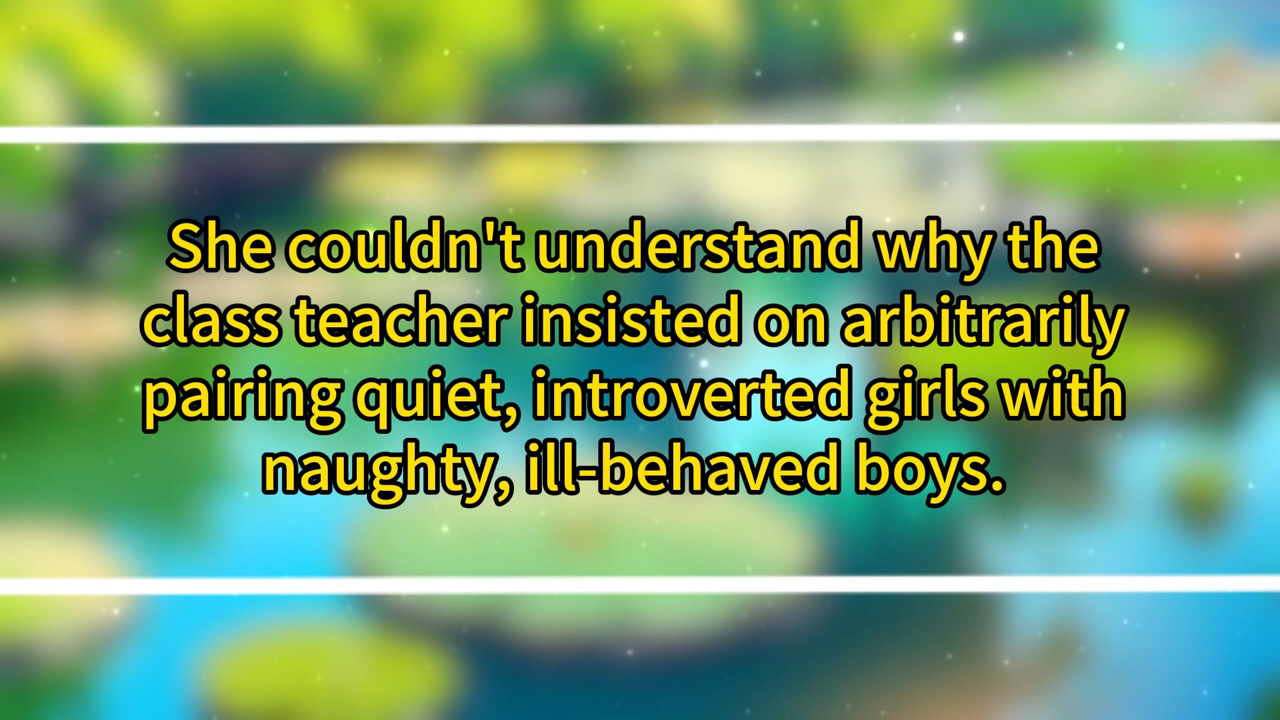 She couldn't understand why the
class teacher insisted on arbitrarily
pairing quiet, introverted girls with
naughty, ill-behaved boys.